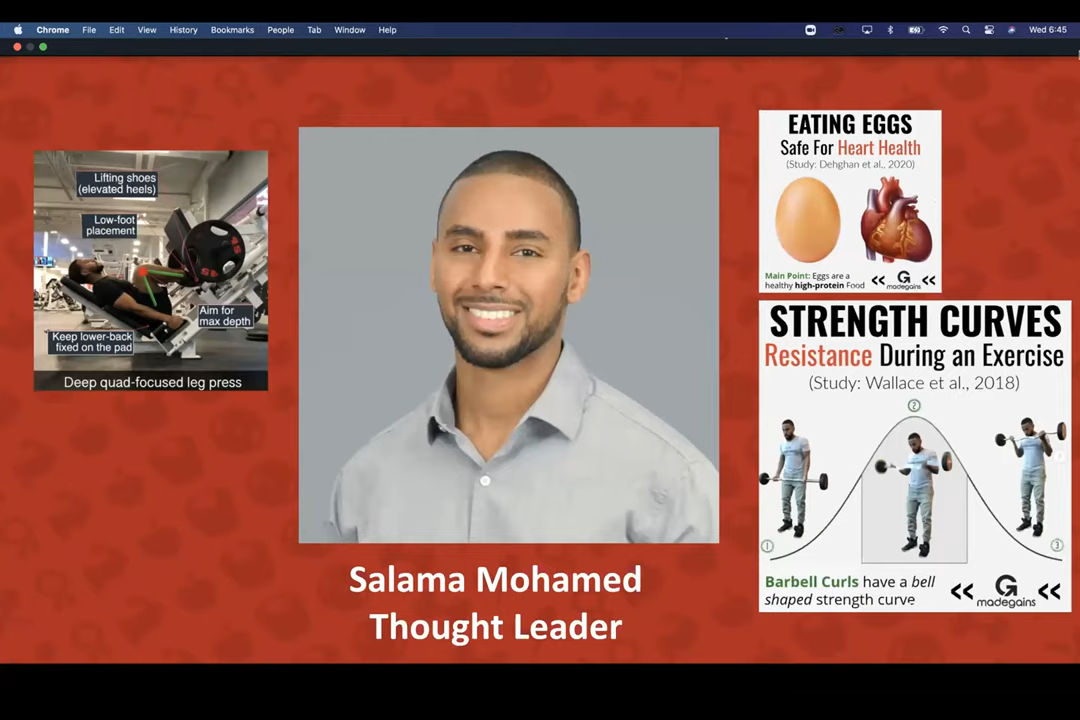 Chrome File Edit View History Bookmarks People Tab Window Help
Wed 6:45
Lifting shoes
(elevated heels)
Low-foot
placement
Aim for
max depth
Keep lower-back
fixed on the pad
Deep quad-focused leg press
Salama Mohamed
Thought Leader
EATING EGGS
Safe For Heart Health
(Study: Dehghan et al., 2020)
Main Point: Eggs are a
healthy high-protein Food
madegains
STRENGTH CURVES
Resistance During an Exercise
(Study: Wallace et al., 2018)
2
1
3
Barbell Curls have a bell
shaped strength curve
madegains